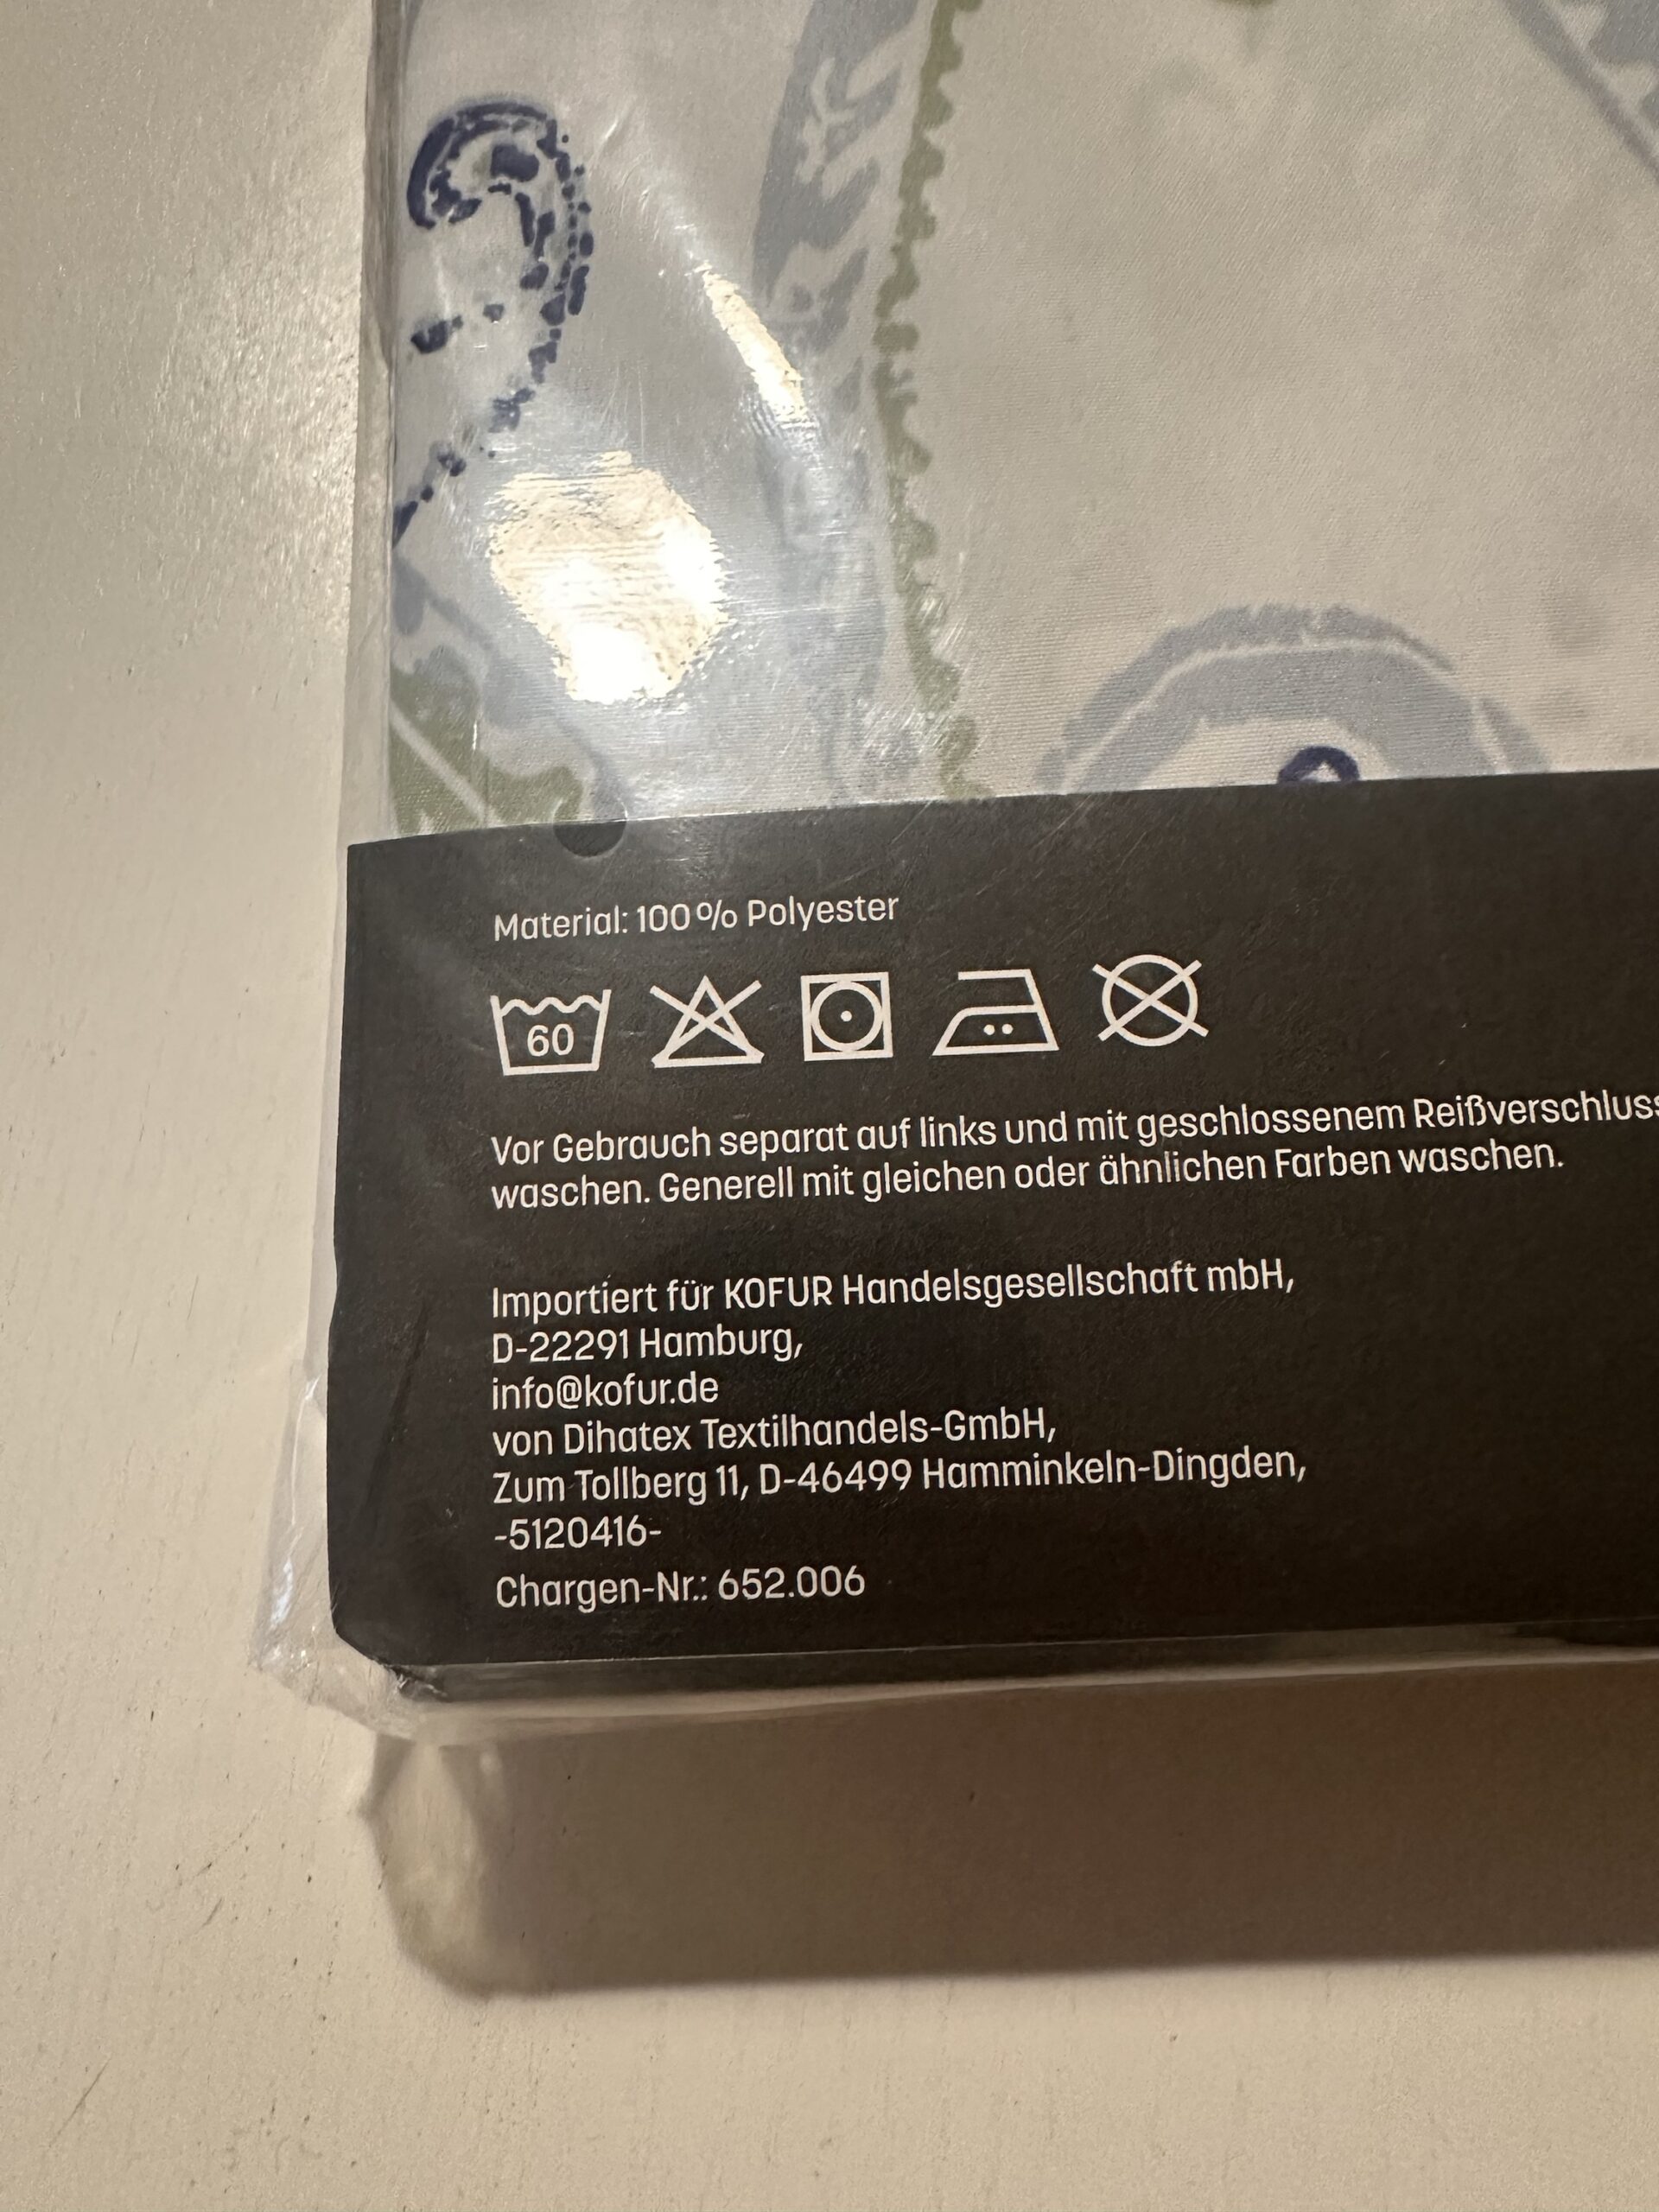 Material: 100% Polyester
60
Vor Gebrauch separat auf links und mit geschlossenem Reißverschluss
waschen. Generell mit gleichen oder ähnlichen Farben waschen.
Importiert für KOFUR Handelsgesellschaft mbH,
D-22291 Hamburg,
info@kofur.de
von Dihatex Textilhandels-GmbH,
Zum Tollberg 11, D-46499 Hamminkeln-Dingden,
-5120416-
Chargen-Nr.: 652.006